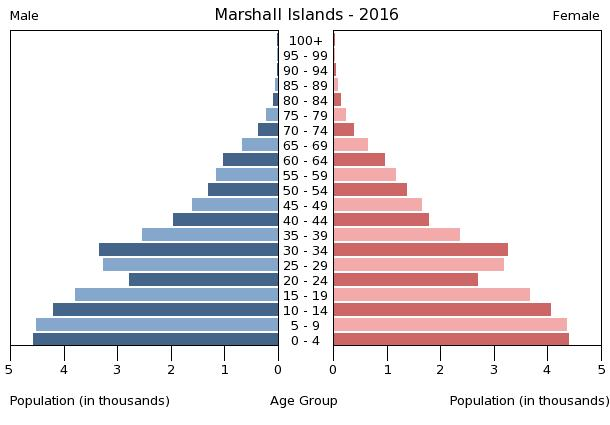 Marshall Islands - 2016
Male
Female
100+
95 - 99
90 - 94
85 - 89
80 - 84
75 - 79
70 - 74
65 - 69
60 - 64
55 - 59
50 - 54
45 - 49
40 - 44
35 - 39
30 - 34
25 - 29
20 - 24
15 - 19
10 - 14
5 - 9
0 - 4
5 4 3 2 1 0 0 1 2 3 4 5
Population (in thousands) Age Group Population (in thousands)